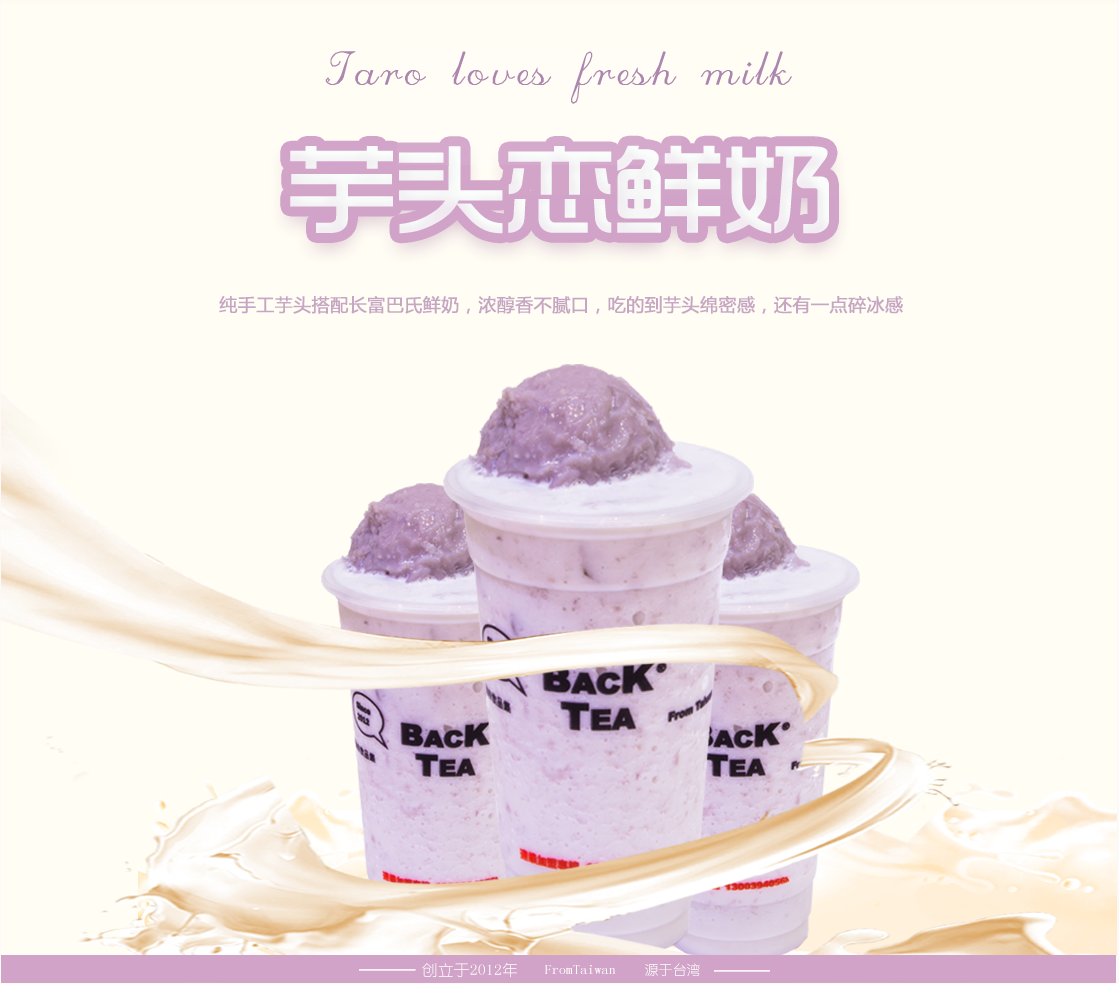 Taro loves fresh milk
芋头恋鲜奶
纯手工芋头搭配长富巴氏鲜奶，浓醇香不腻口，吃的到芋头绵密感，还有一点碎冰感
BACK®
TEA
Since
2012
BACK
TEA
BACK®
TEA
13003940561
创立于2012年 FromTaiwan 源于台湾